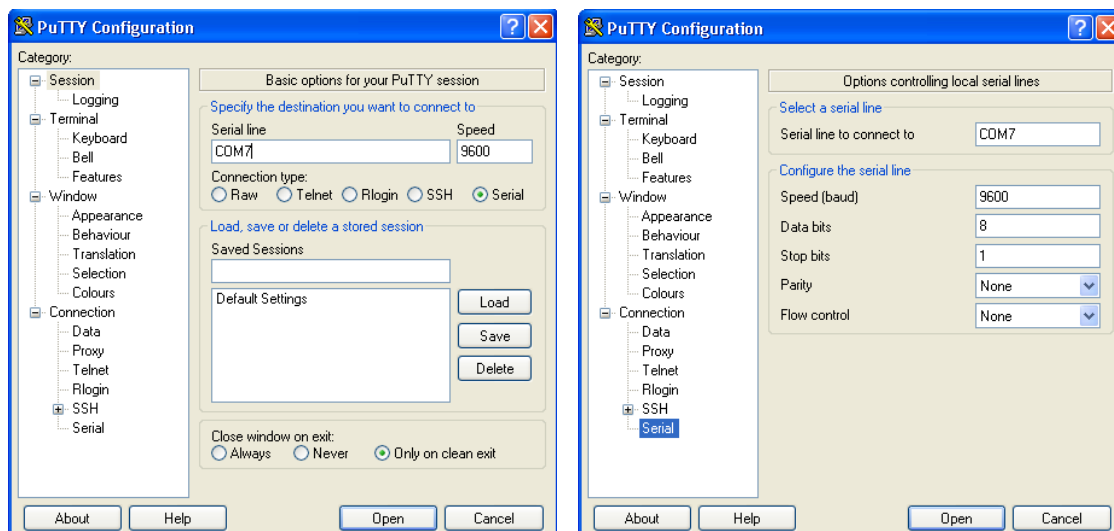 PuTTY Configuration
Category:
Session
Logging
Terminal
Keyboard
Bell
Features
Window
Appearance
Behaviour
Translation
Selection
Colours
Connection
Data
Proxy
Telnet
Rlogin
SSH
Serial
Basic options for your PuTTY session
Specify the destination you want to connect to
Serial line Speed
COM7 9600
Connection type:
Raw Telnet Rlogin SSH Serial
Load, save or delete a stored session
Saved Sessions
Default Settings
Load
Save
Delete
Close window on exit:
Always Never Only on clean exit
About Help Open Cancel
PuTTY Configuration
Category:
Session
Logging
Terminal
Keyboard
Bell
Features
Window
Appearance
Behaviour
Translation
Selection
Colours
Connection
Data
Proxy
Telnet
Rlogin
SSH
Serial
Options controlling local serial lines
Select a serial line
Serial line to connect to COM7
Configure the serial line
Speed (baud) 9600
Data bits 8
Stop bits 1
Parity None
Flow control None
About Help Open Cancel